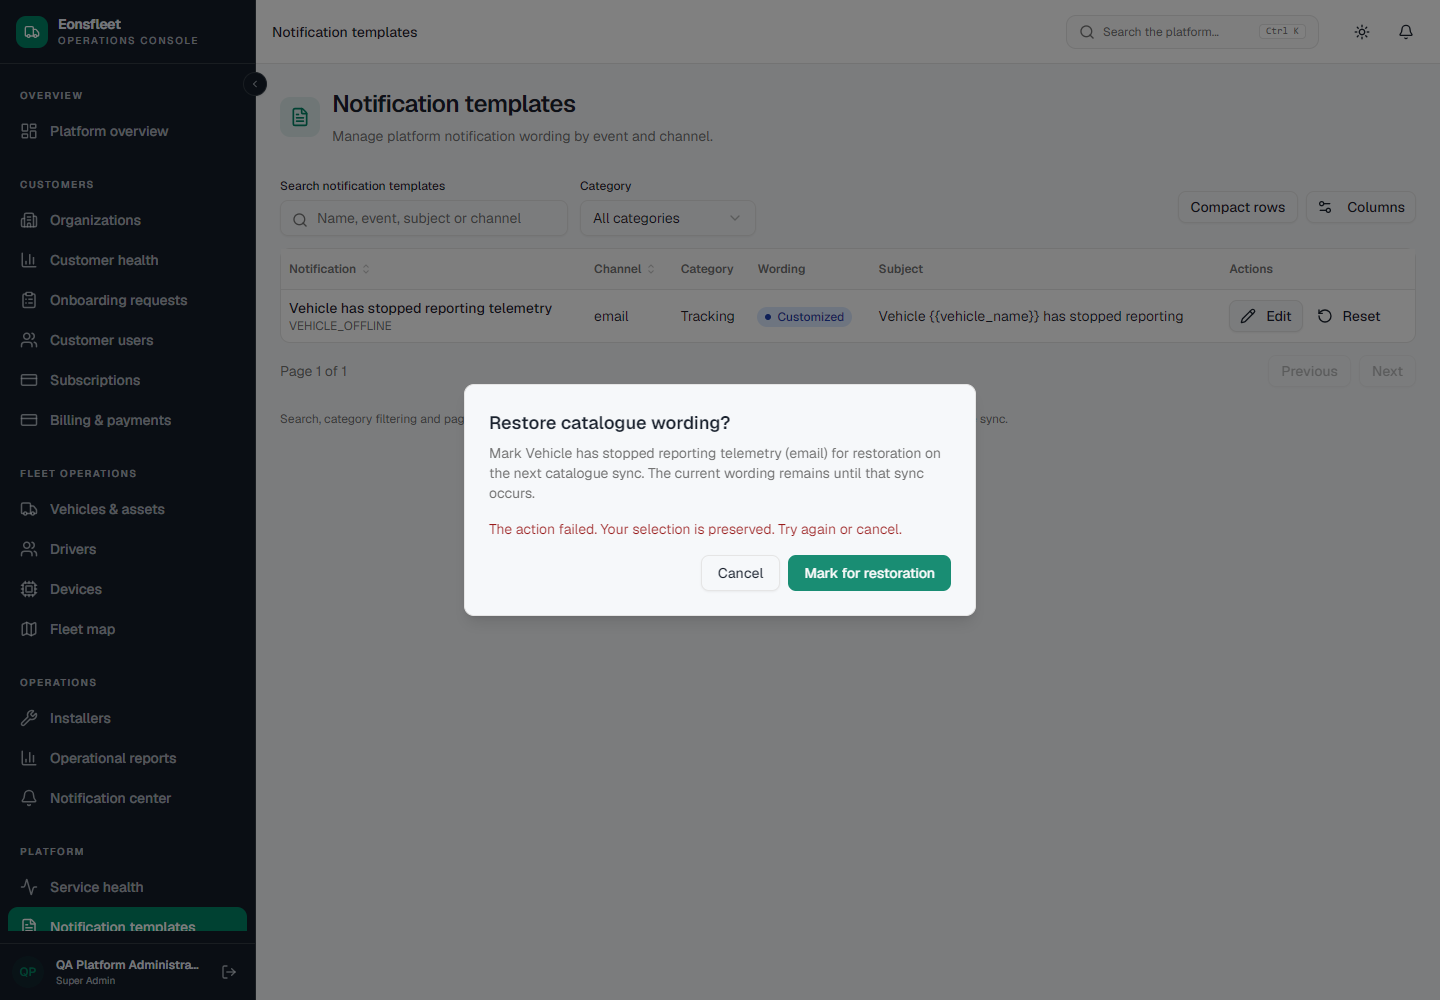 Eonsfleet
OPERATIONS CONSOLE
Notification templates
Search the platform...
Ctrl K
OVERVIEW
Platform overview
CUSTOMERS
Organizations
Customer health
Onboarding requests
Customer users
Subscriptions
Billing & payments
FLEET OPERATIONS
Vehicles & assets
Drivers
Devices
Fleet map
OPERATIONS
Installers
Operational reports
Notification center
PLATFORM
Service health
Notification templates
QP
QA Platform Administra...
Super Admin
Notification templates
Manage platform notification wording by event and channel.
Search notification templates
Category
Name, event, subject or channel
All categories
Compact rows
Columns
Notification
Channel
Category
Wording
Subject
Actions
Vehicle has stopped reporting telemetry
VEHICLE_OFFLINE
email
Tracking
Customized
Vehicle {{vehicle_name}} has stopped reporting
Edit
Reset
Page 1 of 1
Previous
Next
Search, category filtering and pag
sync.
Restore catalogue wording?
Mark Vehicle has stopped reporting telemetry (email) for restoration on
the next catalogue sync. The current wording remains until that sync
occurs.
The action failed. Your selection is preserved. Try again or cancel.
Cancel
Mark for restoration